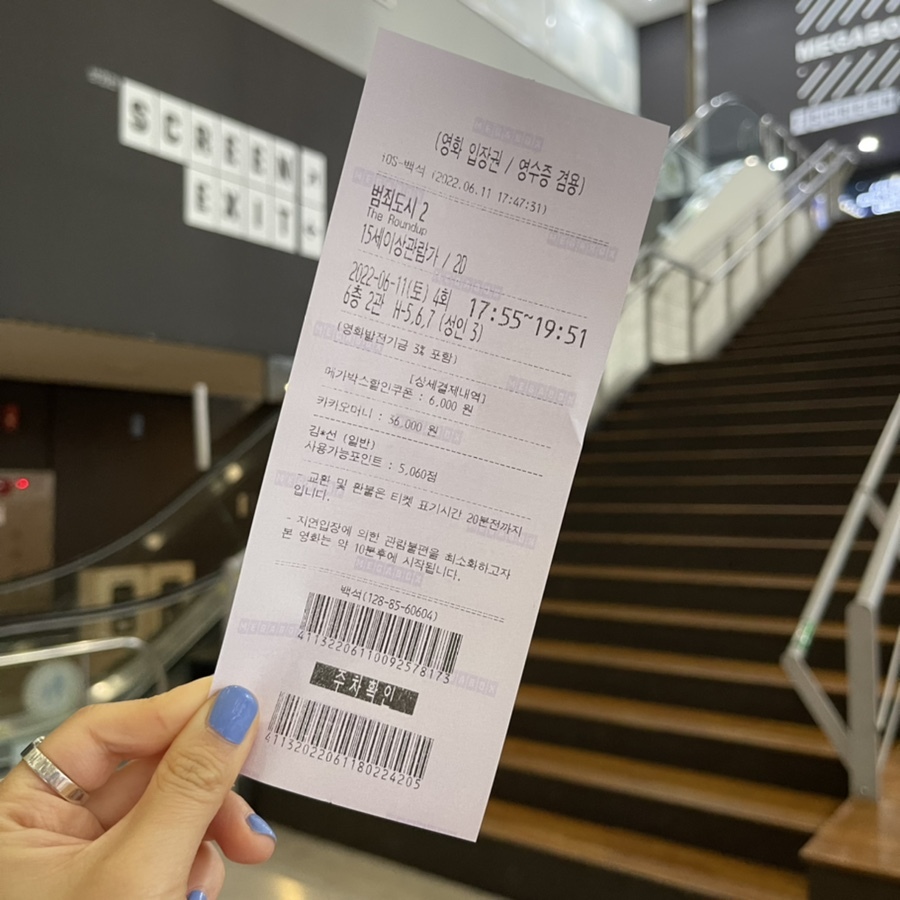 SCREEN
EXIT
MEGABO
(영화 입장권 / 영수증 겸용)
iOS-백석 (2022.06.11 17:47:31)
범죄도시 2
The Roundup
15세이상관람가 / 2D
2022-06-11(토) 4회 17:55~19:51
6층 2관 H-5,6,7 (성인 3)
(영화발전기금 3% 포함)
[상세결제내역]
메가박스할인쿠폰 : 6,000 원
카카오머니 : 36,000 원
김*선 (일반)
사용가능포인트 : 5,060점
- 교환 및 환불은 티켓 표기시간 20분전까지
입니다.
- 지연입장에 의한 관람불편을 최소화하고자
본 영화는 약 10분후에 시작됩니다.
백석(128-85-60604)
41132206110092578173
주차확인
41132022061180224205